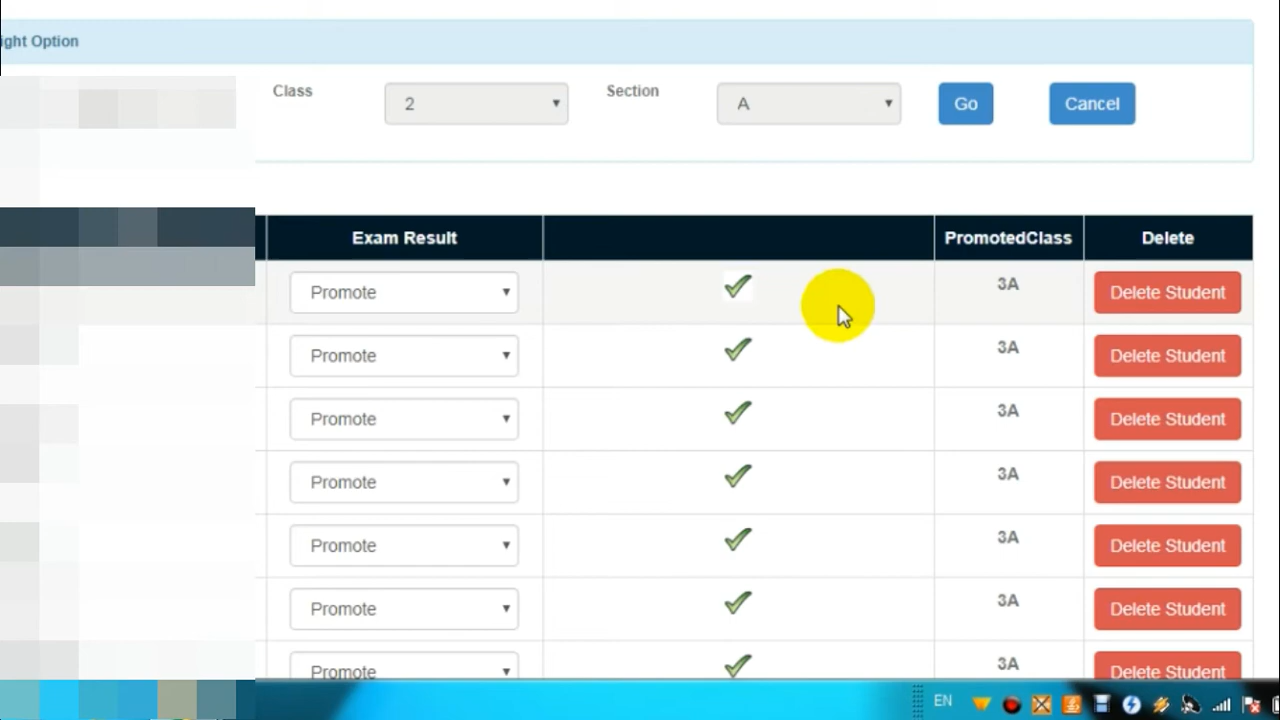 ight Option
Class 2 Section A Go Cancel
Exam Result PromotedClass Delete
Promote 3A Delete Student
Promote 3A Delete Student
Promote 3A Delete Student
Promote 3A Delete Student
Promote 3A Delete Student
Promote 3A Delete Student
Promote 3A Delete Student
EN